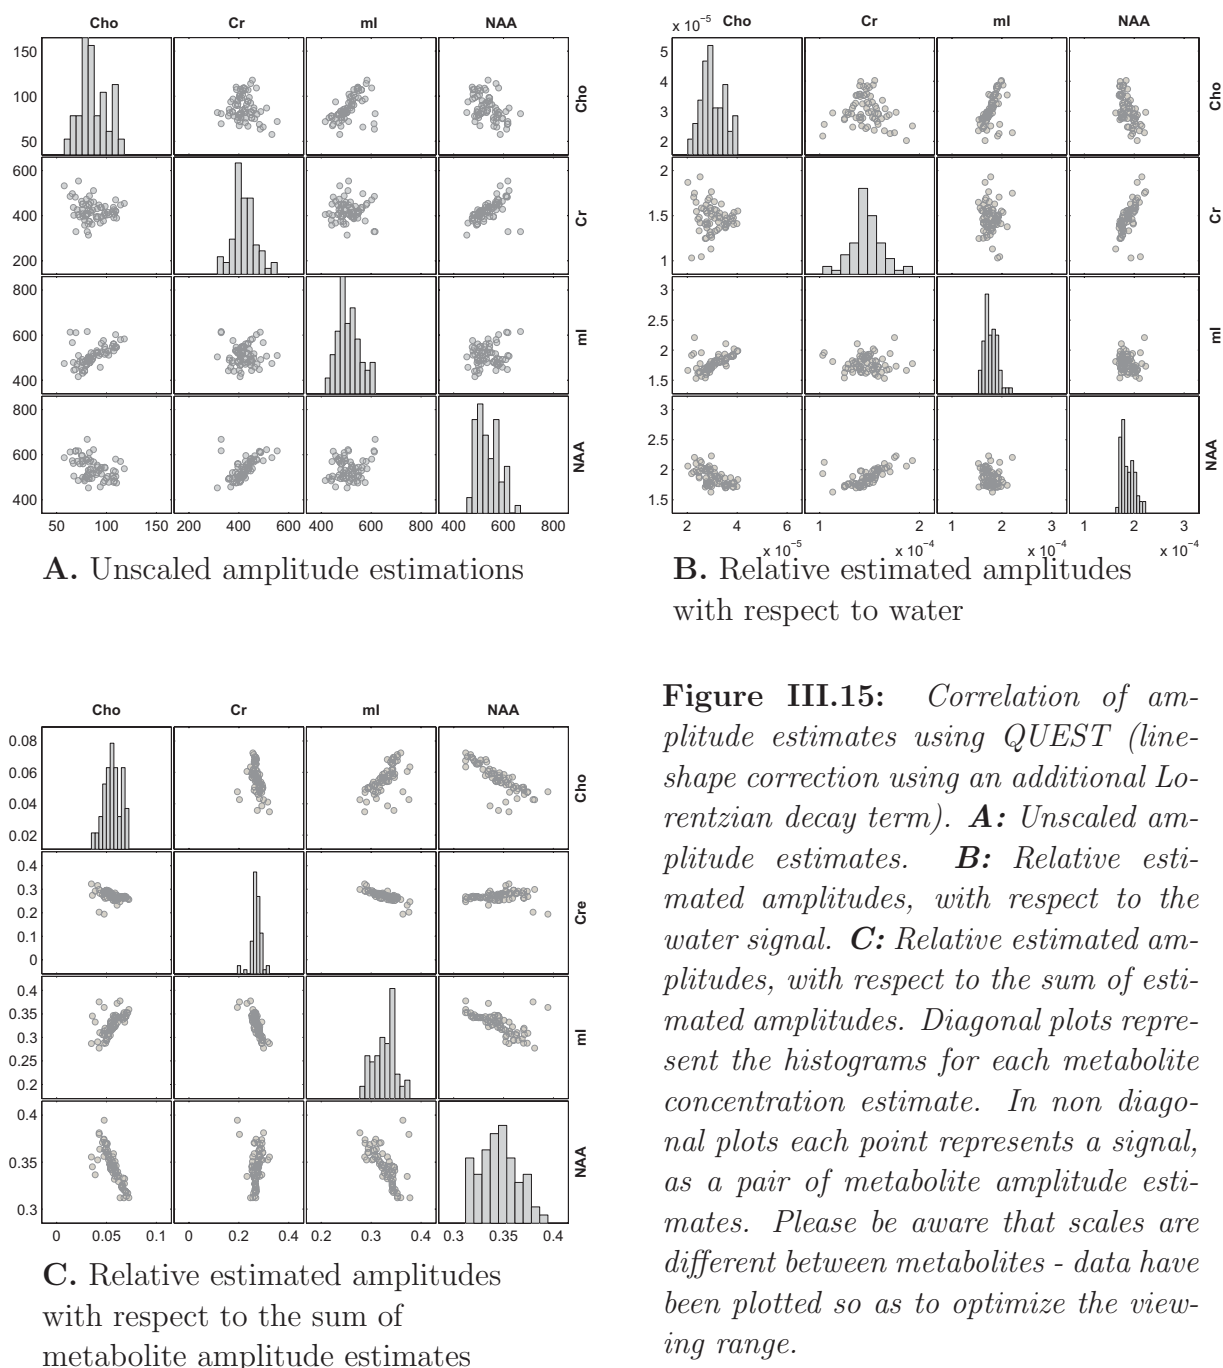 Cho Cr mI NAA
150
100
50
Cho
600
400
200
Cr
800
600
400
mI
800
600
400
NAA
50 100 150 200 400 600 400 600 800 400 600 800
A. Unscaled amplitude estimations
x 10⁻⁵ Cho Cr mI NAA
5
4
3
2
Cho
2
1.5
1
Cr
3
2.5
2
1.5
mI
3
2.5
2
1.5
NAA
2 4 6 1 2 1 2 3 1 2 3
x 10⁻⁵ x 10⁻⁴ x 10⁻⁴ x 10⁻⁴
B. Relative estimated amplitudes
with respect to water
Cho Cr mI NAA
0.08
0.06
0.04
0.02
Cho
0.4
0.3
0.2
0.1
0
Cre
0.4
0.35
0.3
0.25
0.2
mI
0.4
0.35
0.3
NAA
0 0.05 0.1 0 0.2 0.4 0.2 0.3 0.4 0.3 0.35 0.4
C. Relative estimated amplitudes
with respect to the sum of
metabolite amplitude estimates
Figure III.15: Correlation of am-
plitude estimates using QUEST (line-
shape correction using an additional Lo-
rentzian decay term). A: Unscaled am-
plitude estimates. B: Relative esti-
mated amplitudes, with respect to the
water signal. C: Relative estimated am-
plitudes, with respect to the sum of esti-
mated amplitudes. Diagonal plots repre-
sent the histograms for each metabolite
concentration estimate. In non diago-
nal plots each point represents a signal,
as a pair of metabolite amplitude esti-
mates. Please be aware that scales are
different between metabolites - data have
been plotted so as to optimize the view-
ing range.